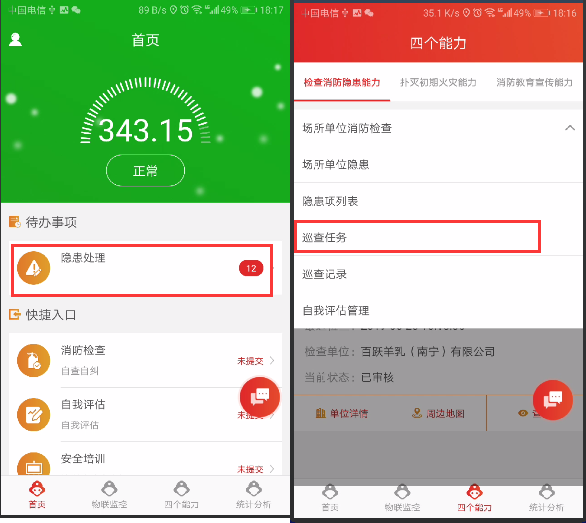 中国电信 89 B/s 49% 18:17
首页
343.15
正常
待办事项
隐患处理
12
快捷入口
消防检查
自查自纠
未提交
自我评估
自我评估
未提交
安全培训
未提交
首页 物联监控 四个能力 统计分析
中国电信 35.1 K/s 49% 18:16
四个能力
检查消防隐患能力 扑灭初期火灾能力 消防教育宣传能力
场所单位消防检查
场所单位隐患
隐患项列表
巡查任务
巡查记录
自我评估管理
检查单位：百跃羊乳（南宁）有限公司
当前状态：已审核
单位详情 周边地图
首页 物联监控 四个能力 统计分析